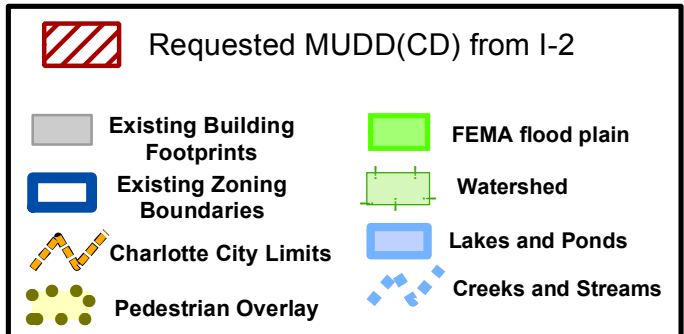 Requested MUDD(CD) from I-2
Existing Building
Footprints
Existing Zoning
Boundaries
Charlotte City Limits
Pedestrian Overlay
FEMA flood plain
Watershed
Lakes and Ponds
Creeks and Streams